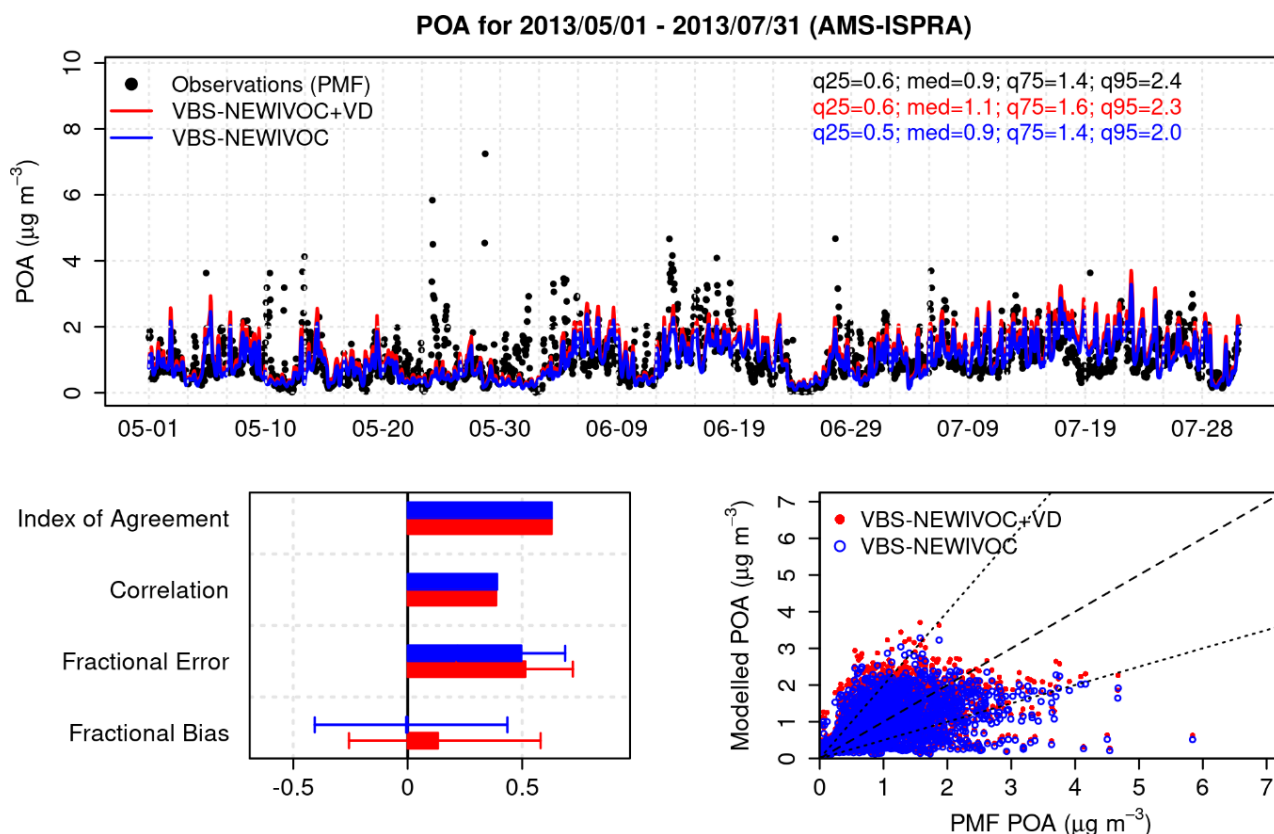 POA for 2013/05/01 - 2013/07/31 (AMS-ISPRA)
POA (µg m⁻³)
10
8
6
4
2
0
Observations (PMF)
VBS-NEWIVOC+VD
VBS-NEWIVOC
q25=0.6; med=0.9; q75=1.4; q95=2.4
q25=0.6; med=1.1; q75=1.6; q95=2.3
q25=0.5; med=0.9; q75=1.4; q95=2.0
05-01 05-10 05-20 05-30 06-09 06-19 06-29 07-09 07-19 07-28
Index of Agreement
Correlation
Fractional Error
Fractional Bias
-0.5 0 0.5
Modelled POA (µg m⁻³)
7
6
5
4
3
2
1
0
VBS-NEWIVOC+VD
VBS-NEWIVOC
0 1 2 3 4 5 6 7
PMF POA (µg m⁻³)